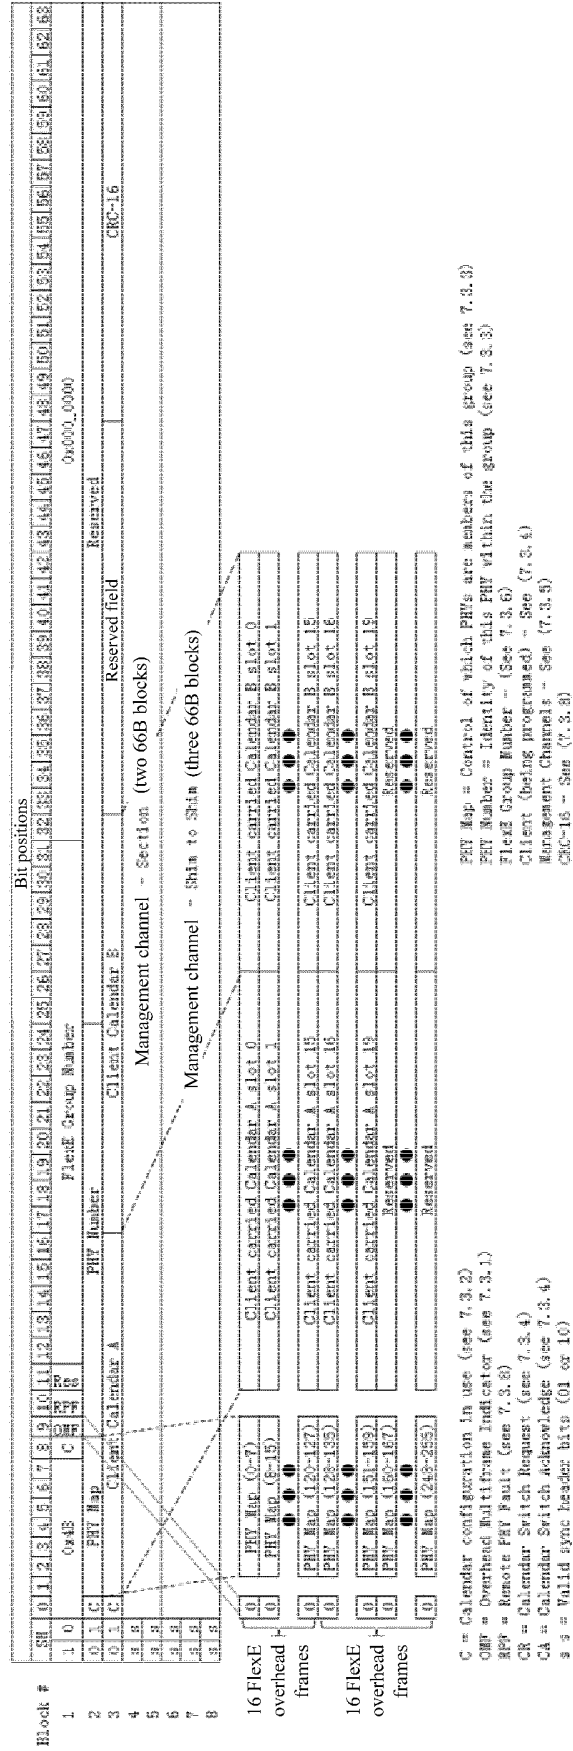 Bit positions
Block # SH 0 1 2 3 4 5 6 7 8 9 10 11 12 13 14 15 16 17 18 19 20 21 22 23 24 25 26 27 28 29 30 31 32 33 34 35 36 37 38 39 40 41 42 43 44 45 46 47 48 49 50 51 52 53 54 55 56 57 58 59 60 61 62 63
1 1 0 0x4B C FlexE Group Number 0x000_0000
2 0 1 C PHY Map PHY Number Reserved
3 0 1 C Client Calendar A Client Calendar B Reserved field CRC-16
4 s s Management channel - Section (two 66B blocks)
5 s s
6 s s Management channel - Shim to Shim (three 66B blocks)
7 s s
8 s s
16 FlexE overhead frames
0 PHY Map (0-7) Client carried Calendar A slot 0 Client carried Calendar B slot 0
0 PHY Map (8-15) Client carried Calendar A slot 1 Client carried Calendar B slot 1
0 PHY Map (120-127) Client carried Calendar A slot 15 Client carried Calendar B slot 15
16 FlexE overhead frames
PHY Map (128-135) Client carried Calendar A slot 16 Client carried Calendar B slot 16
PHY Map (151-159) Client carried Calendar A slot 19 Client carried Calendar B slot 19
PHY Map (160-167) Reserved Reserved
PHY Map (248-255) Reserved Reserved
C = Calendar configuration in use (see 7.3.2)
OMF = Overhead Multiframe Indicator (see 7.3.1)
RPF = Remote PHY Fault (see 7.3.8)
CR = Calendar Switch Request (see 7.3.4)
CA = Calendar Switch Acknowledge (see 7.3.4)
s s = Valid sync header bits (01 or 10)
PHY Map = Control of which PHYs are members of this group (see 7.3.3)
PHY Number = Identity of this PHY within the group (see 7.3.3)
FlexE Group Number - (See 7.3.6)
Client (being programmed) - See (7.3.4)
Management Channels - See (7.3.5)
CRC-16 - See (7.3.8)